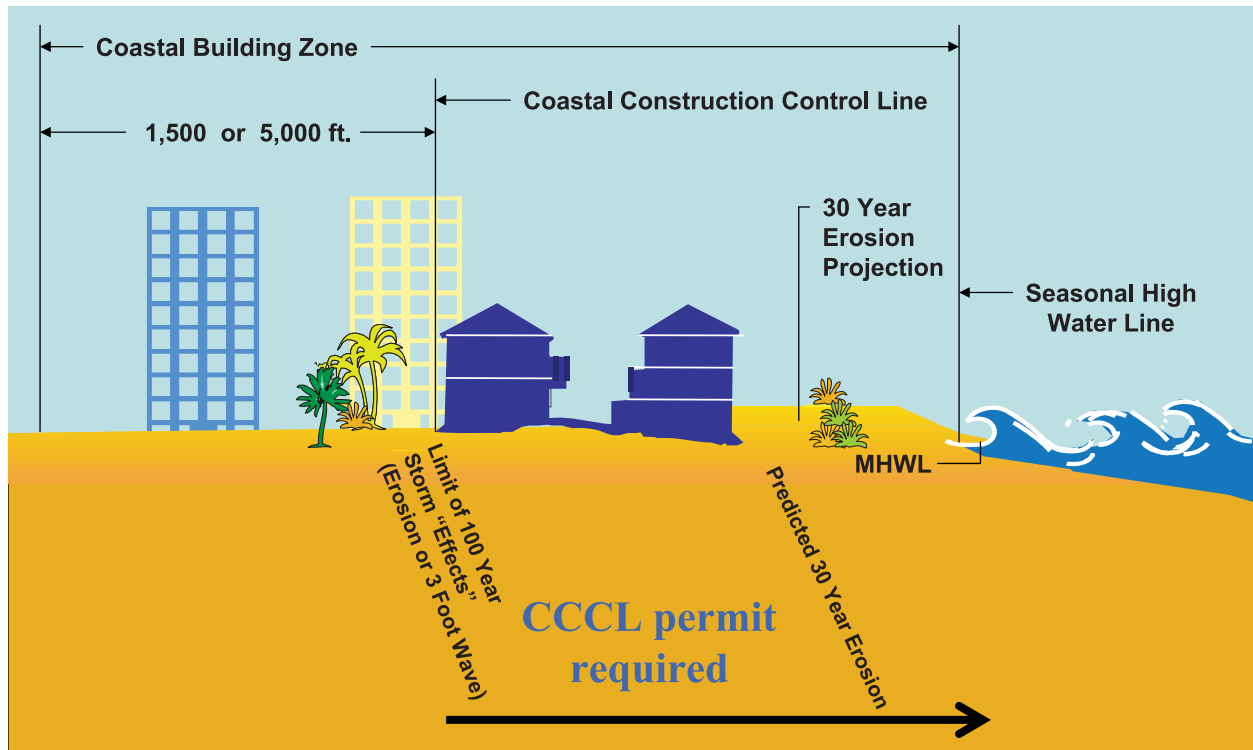 Coastal Building Zone
Coastal Construction Control Line
1,500 or 5,000 ft.
30 Year
Erosion
Projection
Seasonal High
Water Line
MHWL
Limit of 100 Year
Storm “Effects”
(Erosion or 3 Foot Wave)
Predicted 30 Year Erosion
CCCL permit
required